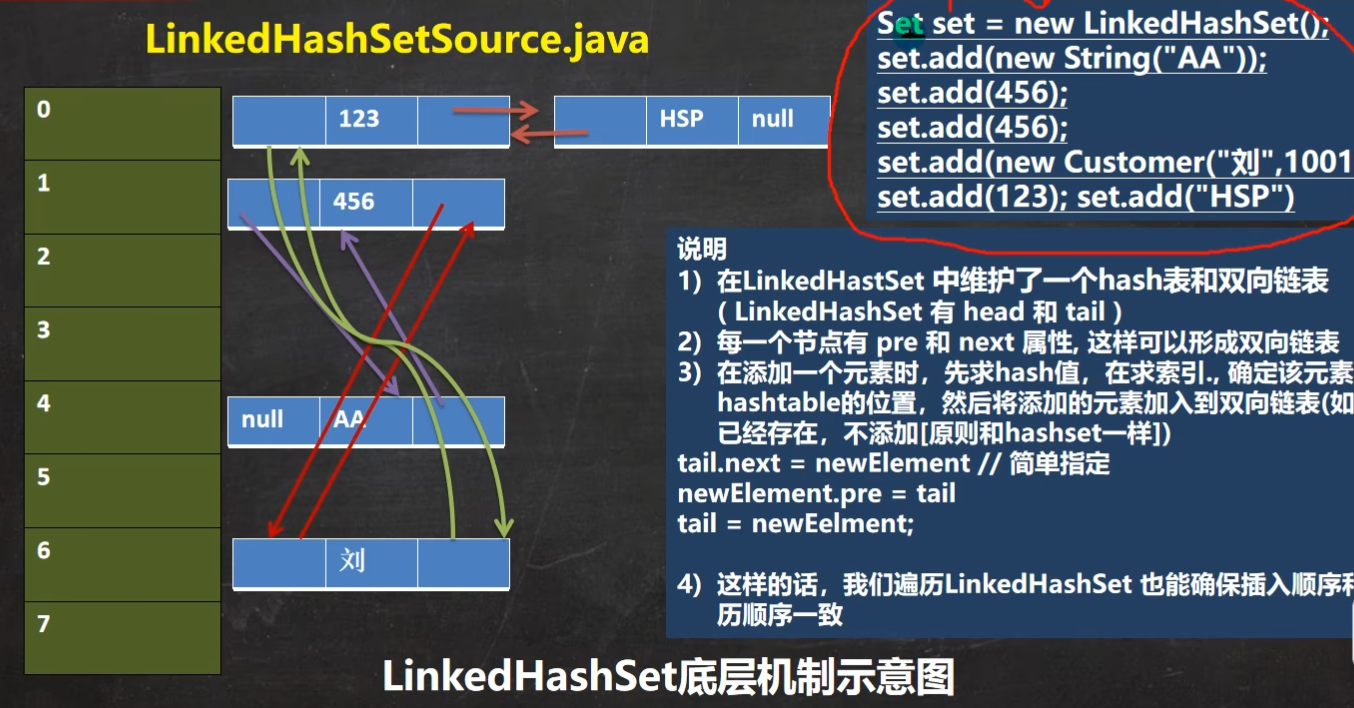 LinkedHashSetSource.java
Set set = new LinkedHashSet();
set.add(new String("AA"));
set.add(456);
set.add(456);
set.add(new Customer("刘",1001
set.add(123); set.add("HSP")
0
1
2
3
4
5
6
7
123
HSP null
456
null AA
刘
说明
1) 在LinkedHastSet 中维护了一个hash表和双向链表
( LinkedHashSet 有 head 和 tail )
2) 每一个节点有 pre 和 next 属性, 这样可以形成双向链表
3) 在添加一个元素时，先求hash值，在求索引., 确定该元素
hashtable的位置，然后将添加的元素加入到双向链表(如
已经存在，不添加[原则和hashset一样])
tail.next = newElement // 简单指定
newElement.pre = tail
tail = newEelment;
4) 这样的话，我们遍历LinkedHashSet 也能确保插入顺序和
历顺序一致
LinkedHashSet底层机制示意图